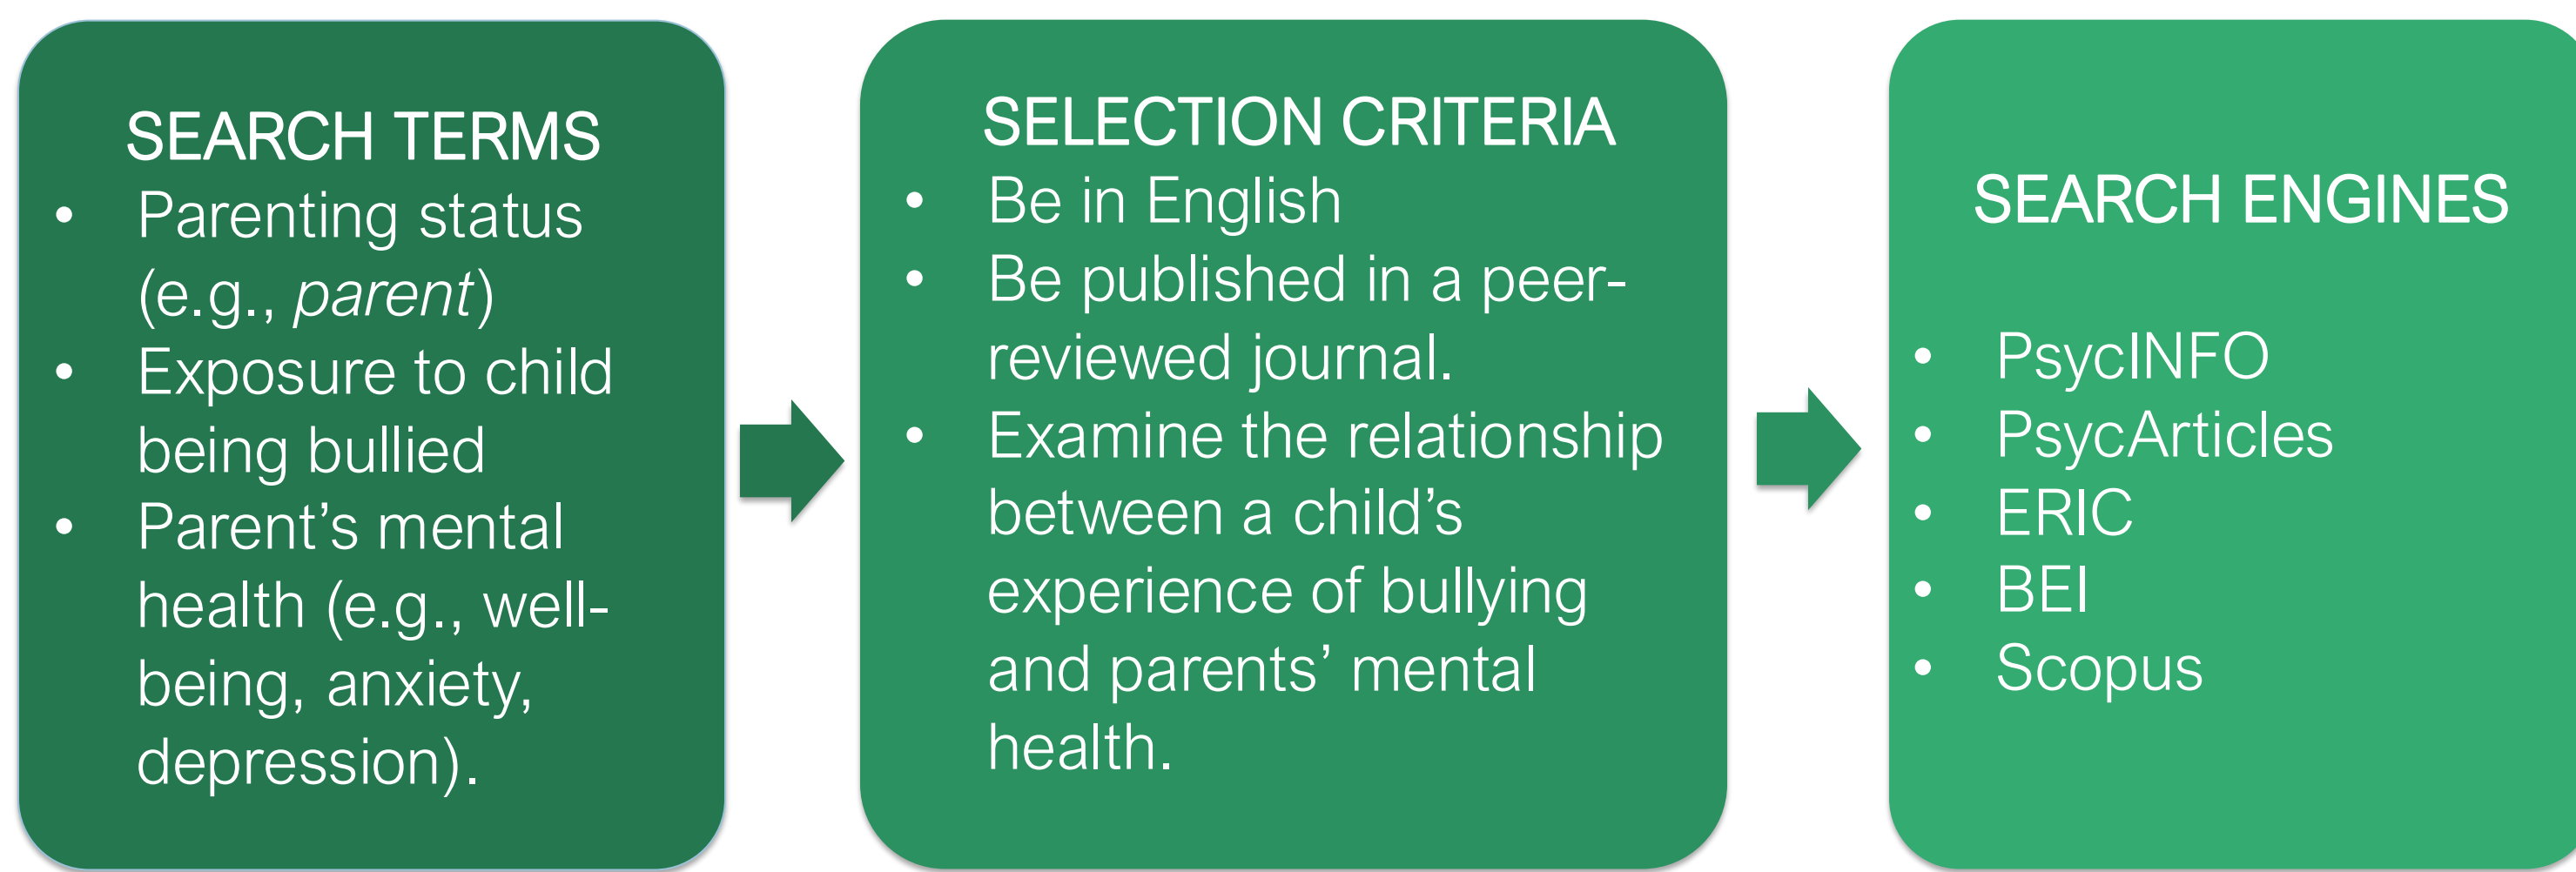 SEARCH TERMS
• Parenting status
(e.g., parent)
• Exposure to child
being bullied
• Parent’s mental
health (e.g., well-
being, anxiety,
depression).
SELECTION CRITERIA
• Be in English
• Be published in a peer-
reviewed journal.
• Examine the relationship
between a child’s
experience of bullying
and parents’ mental
health.
SEARCH ENGINES
• PsycINFO
• PsycArticles
• ERIC
• BEI
• Scopus